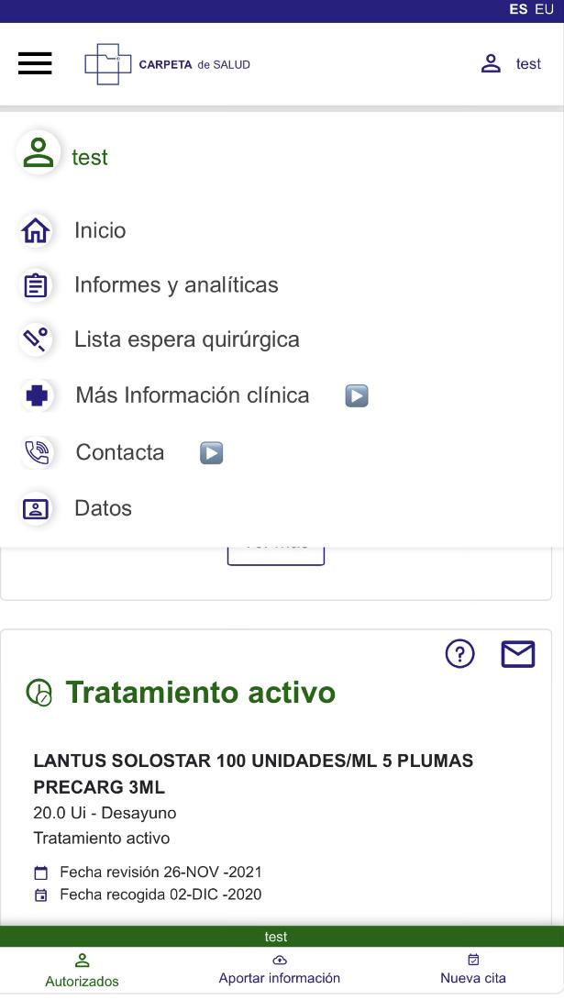 ES EU
CARPETA de SALUD
test
test
Inicio
Informes y analíticas
Lista espera quirúrgica
Más Información clínica
Contacta
Datos
Tratamiento activo
LANTUS SOLOSTAR 100 UNIDADES/ML 5 PLUMAS
PRECARG 3ML
20.0 Ui - Desayuno
Tratamiento activo
Fecha revisión 26-NOV -2021
Fecha recogida 02-DIC -2020
test
Autorizados
Aportar información
Nueva cita